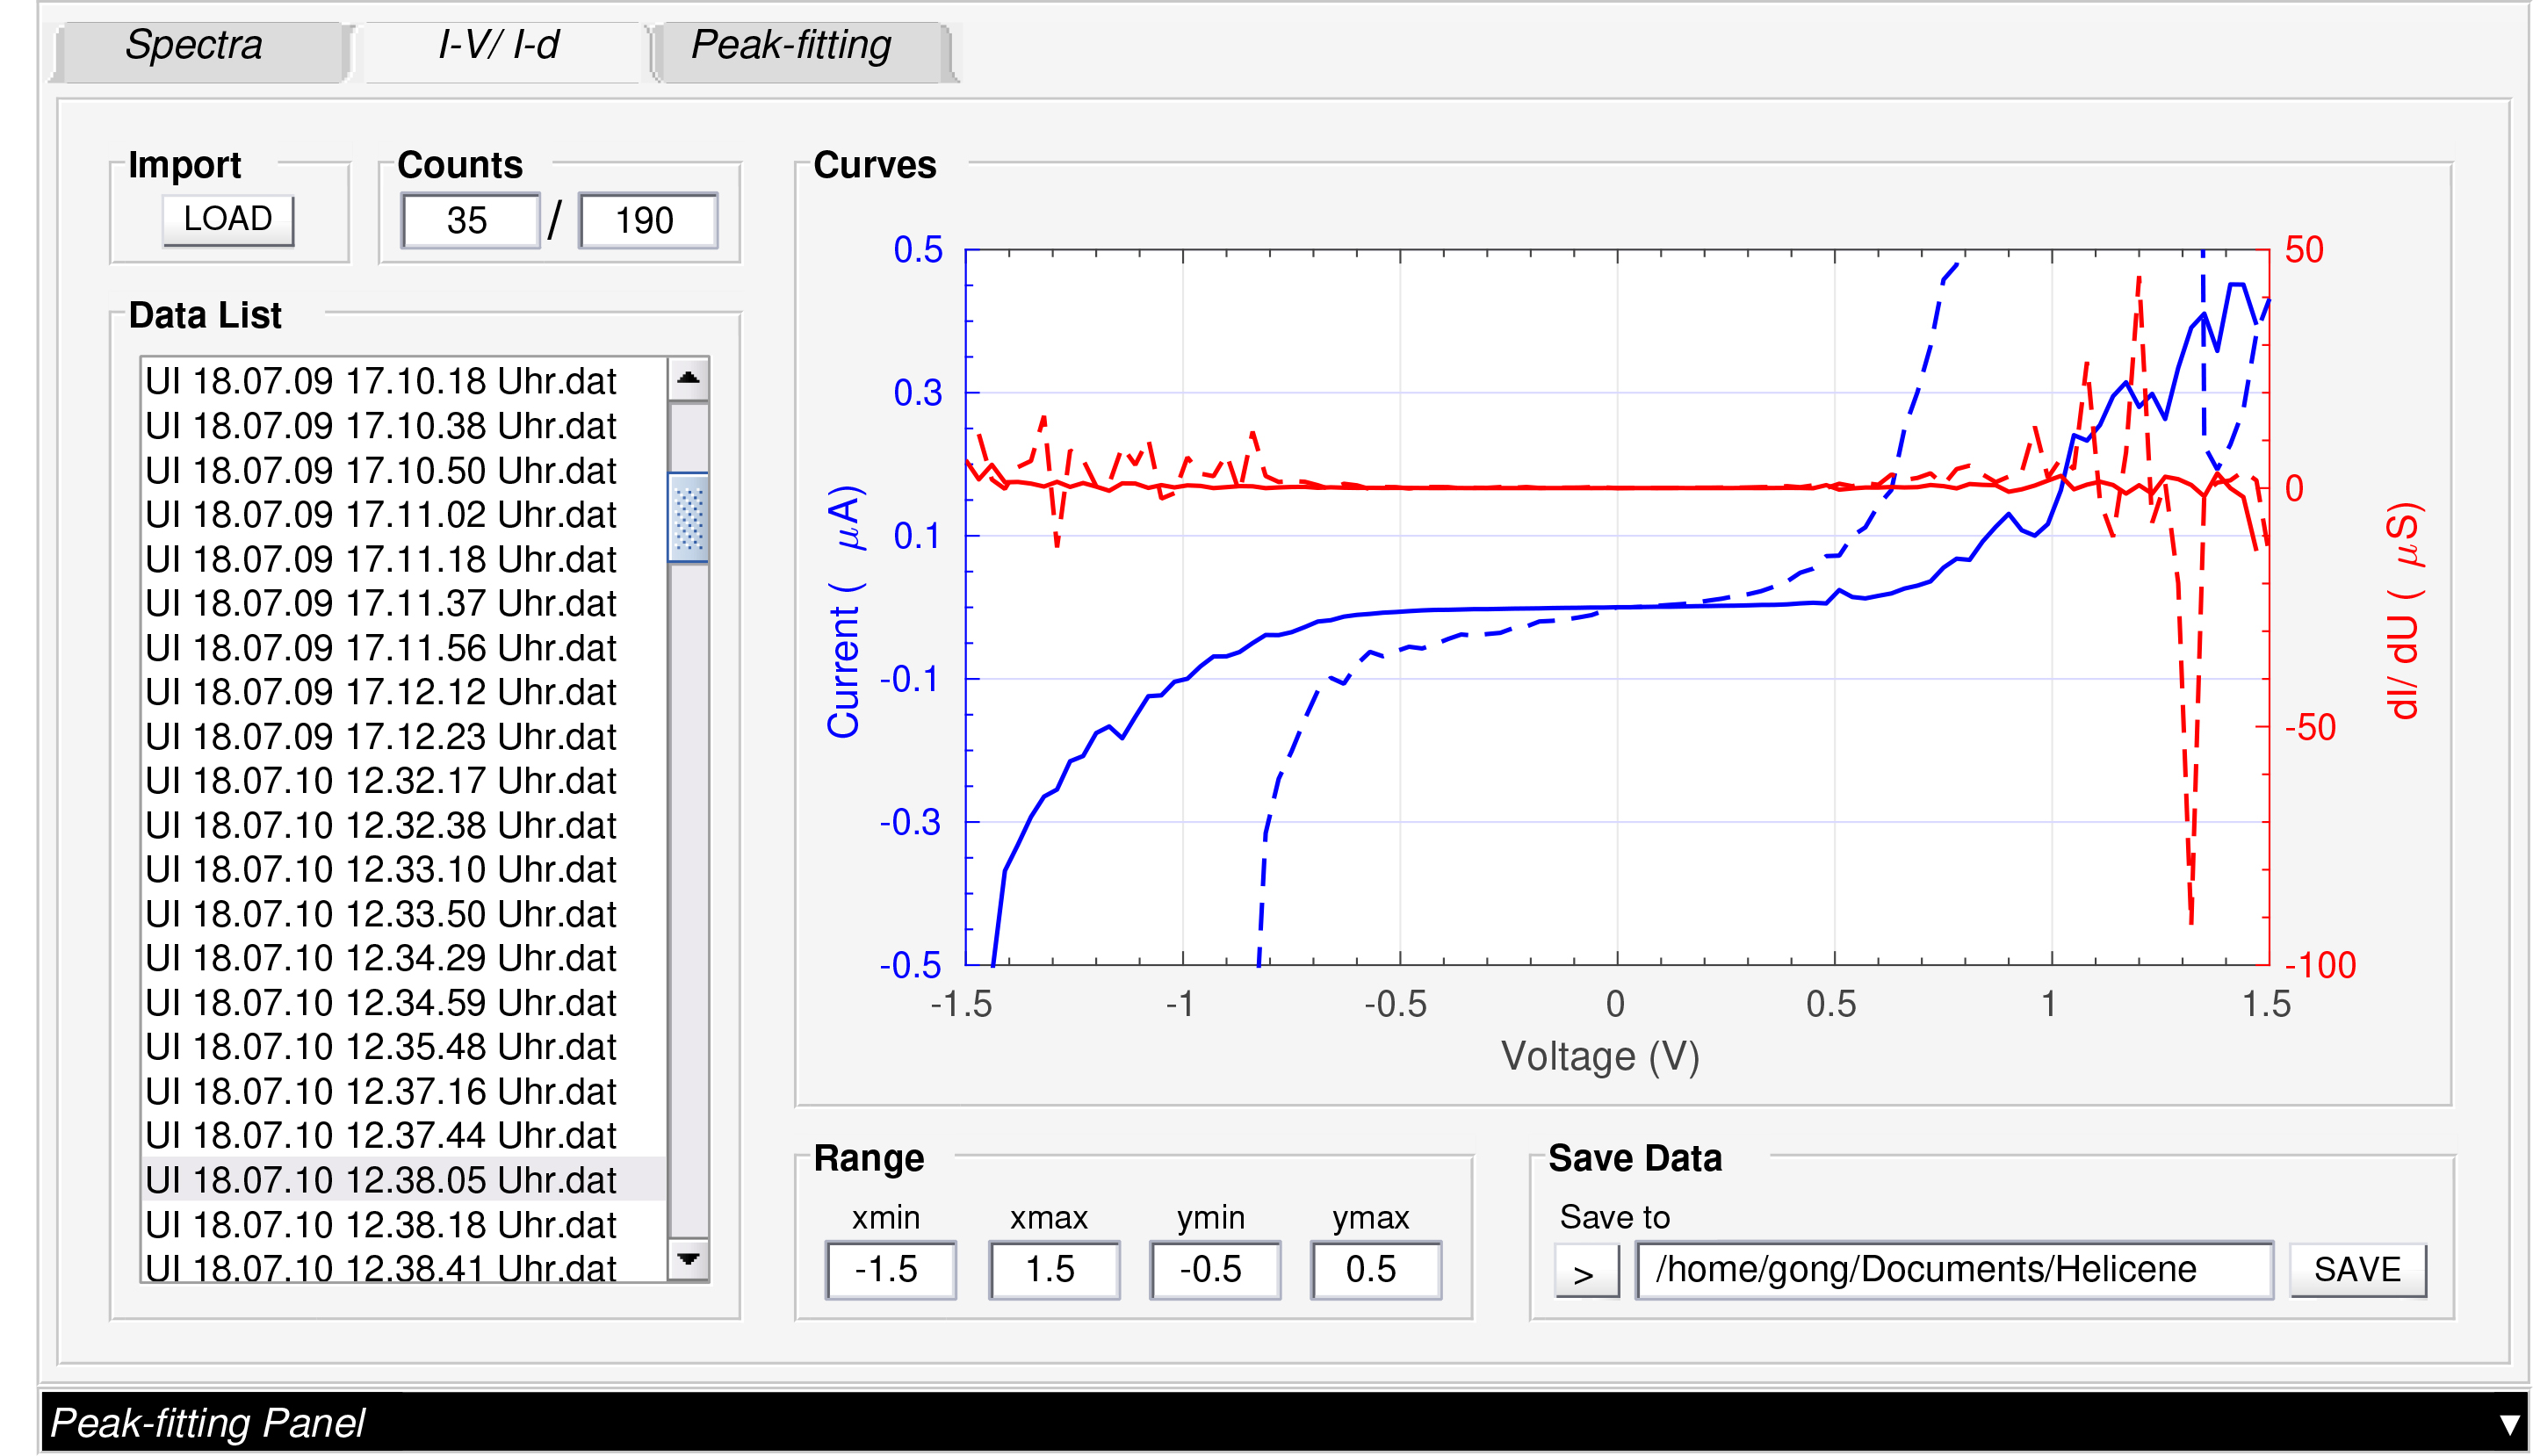 Spectra I-V/ I-d Peak-fitting
Import
LOAD
Counts
35 / 190
Data List
UI 18.07.09 17.10.18 Uhr.dat
UI 18.07.09 17.10.38 Uhr.dat
UI 18.07.09 17.10.50 Uhr.dat
UI 18.07.09 17.11.02 Uhr.dat
UI 18.07.09 17.11.18 Uhr.dat
UI 18.07.09 17.11.37 Uhr.dat
UI 18.07.09 17.11.56 Uhr.dat
UI 18.07.09 17.12.12 Uhr.dat
UI 18.07.09 17.12.23 Uhr.dat
UI 18.07.10 12.32.17 Uhr.dat
UI 18.07.10 12.32.38 Uhr.dat
UI 18.07.10 12.33.10 Uhr.dat
UI 18.07.10 12.33.50 Uhr.dat
UI 18.07.10 12.34.29 Uhr.dat
UI 18.07.10 12.34.59 Uhr.dat
UI 18.07.10 12.35.48 Uhr.dat
UI 18.07.10 12.37.16 Uhr.dat
UI 18.07.10 12.37.44 Uhr.dat
UI 18.07.10 12.38.05 Uhr.dat
UI 18.07.10 12.38.18 Uhr.dat
UI 18.07.10 12.38.41 Uhr.dat
Curves
Current ( μA)
0.5
0.3
0.1
-0.1
-0.3
-0.5
50
0
-50
-100
dI/ dU ( μS)
-1.5 -1 -0.5 0 0.5 1 1.5
Voltage (V)
Range
xmin xmax ymin ymax
-1.5 1.5 -0.5 0.5
Save Data
Save to
> /home/gong/Documents/Helicene SAVE
Peak-fitting Panel ▼